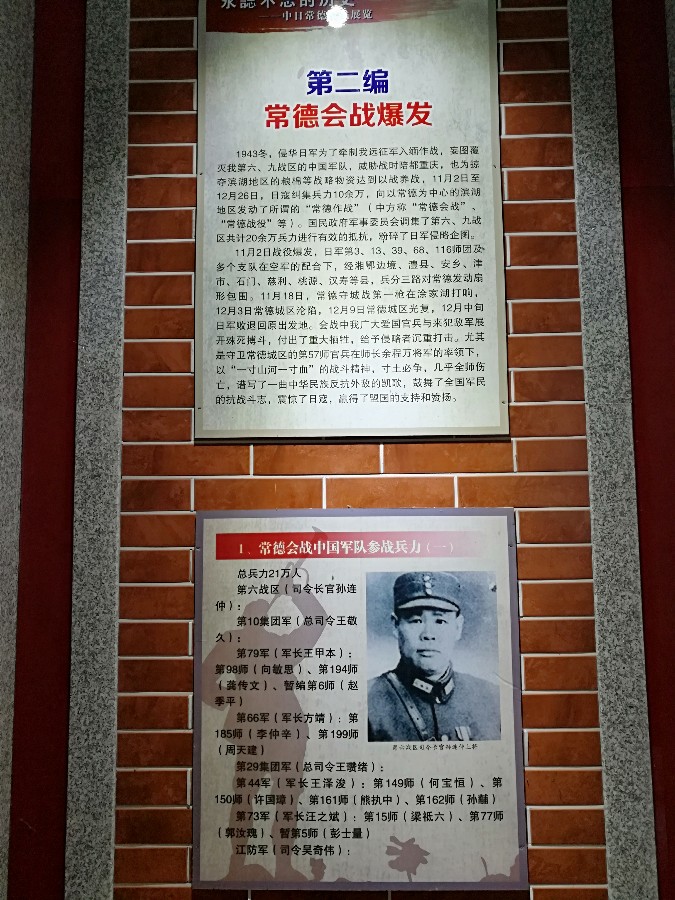 永誌不忘的历史
——中日常德 展览
第二编
常德会战爆发
1943冬，侵华日军为了牵制我远征军入缅作战，妄图覆
灭我第六、九战区的中国军队，威胁战时陪都重庆，也为掠
夺滨湖地区的粮棉等战略物资达到以战养战，11月2日至
12月26日，日寇纠集兵力10余万，向以常德为中心的滨湖
地区发动了所谓的“常德作战”（中方称“常德会战”、
“常德战役”等）。国民政府军事委员会调集了第六、九战
区共计20余万兵力进行有效的抵抗，粉碎了日军侵略企图。
11月2日战役爆发，日军第3、13、39、68、116师团及
多个支队在空军的配合下，经湘鄂边境、澧县、安乡、津
市、石门、慈利、桃源、汉寿等县，兵分三路对常德发动扇
形包围。11月18日，常德守城战第一枪在涂家湖打响，
12月3日常德城区沦陷，12月9日常德城区光复，12月中旬
日军败退回原出发地。会战中我广大爱国官兵与来犯敌军展
开殊死搏斗，付出了重大牺牲，给予侵略者沉重打击。尤其
是守卫常德城区的第57师官兵在师长余程万将军的率领下，
以“一寸山河一寸血”的战斗精神，寸土必争，几乎全师伤
亡，谱写了一曲中华民族反抗外敌的凯歌，鼓舞了全国军民
的抗战斗志，震惊了日寇，赢得了盟国的支持和赞扬。
1、常德会战中国军队参战兵力（一）
总兵力21万人
第六战区（司令长官孙连
仲）：
第10集团军（总司令王敬
久）：
第79军（军长王甲本）：
第98师（向敏思）、第194师
（龚传文）、暂编第6师（赵
季平）
第66军（军长方靖）：第
185师（李仲辛）、第199师
（周天建）
第六战区司令长官孙连仲上将
第29集团军（总司令王瓒绪）：
第44军（军长王泽浚）：第149师（何宝恒）、第
150师（许国璋）、第161师（熊执中）、第162师（孙黼）
第73军（军长汪之斌）：第15师（梁祗六）、第77师
（郭汝瑰）、暂第5师（彭士量）
江防军（司令吴奇伟）：